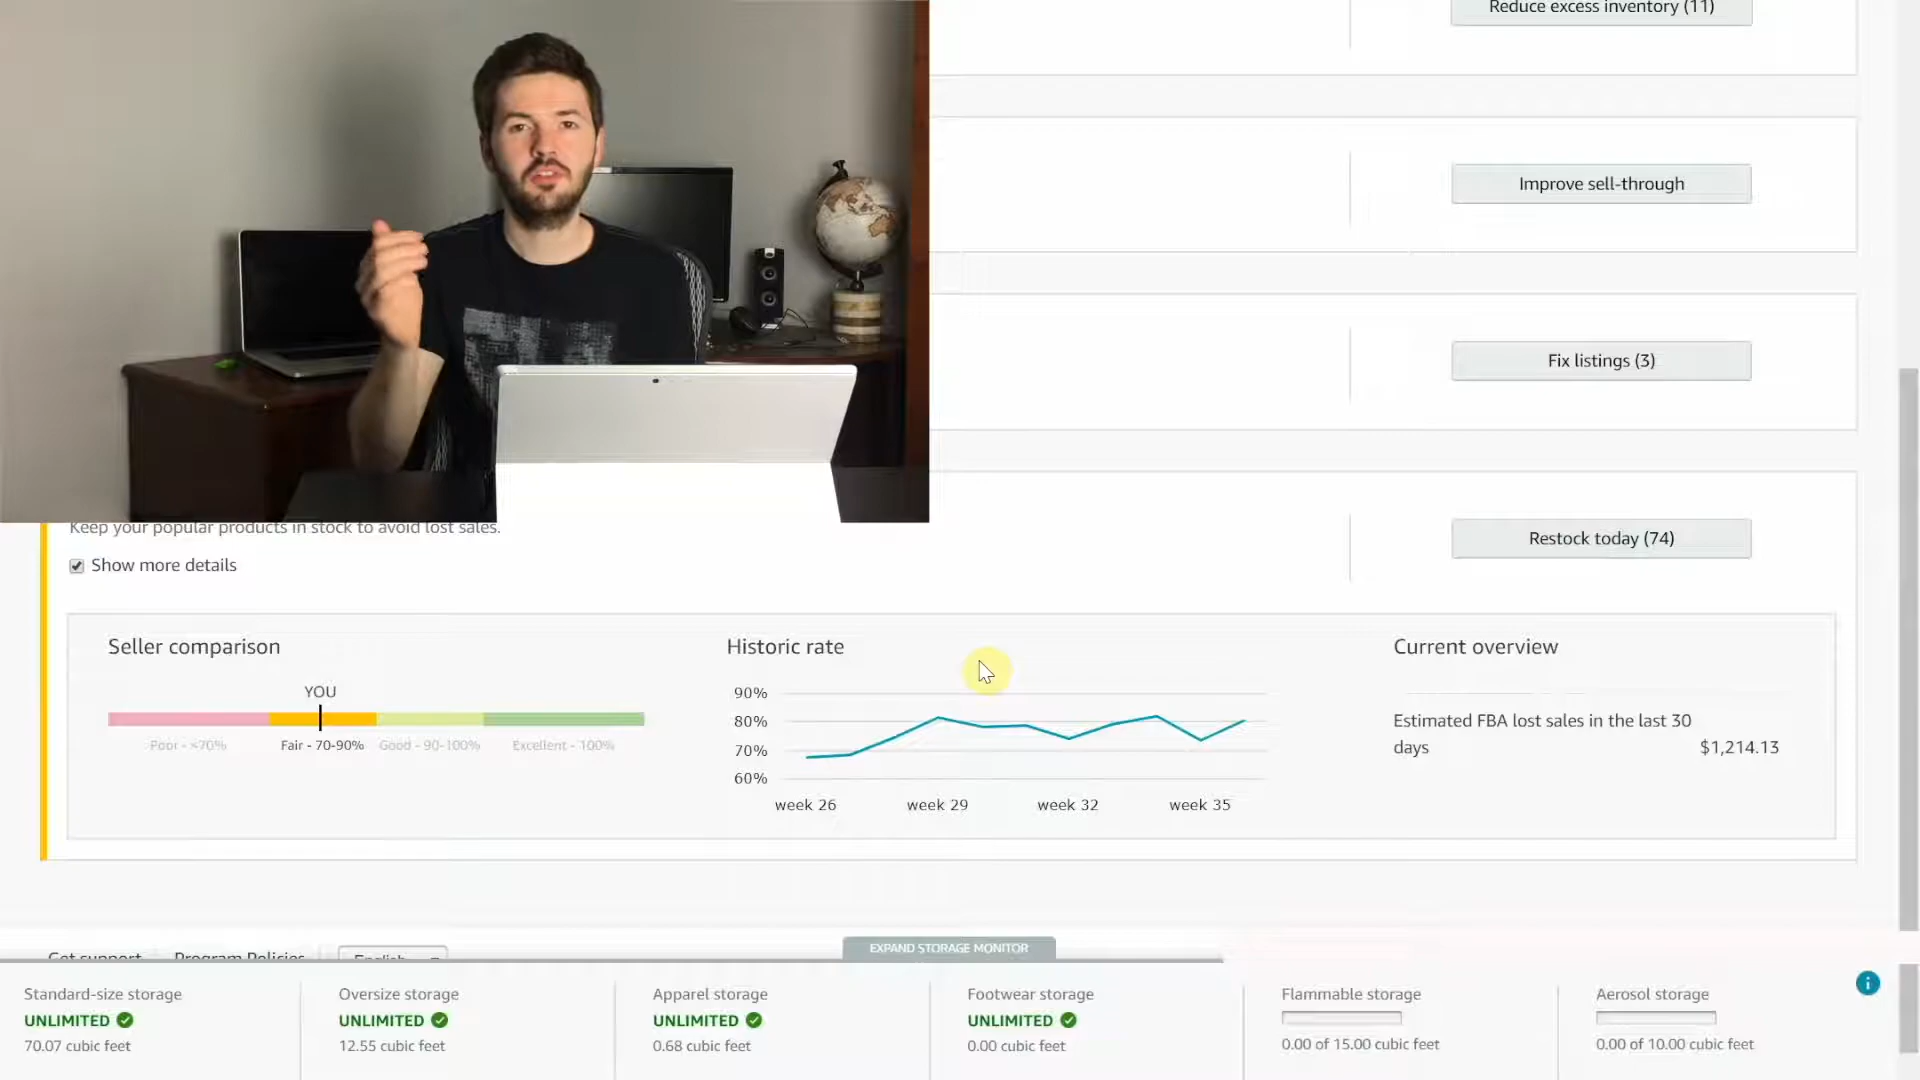 Reduce excess inventory (11)
Improve sell-through
Fix listings (3)
Keep your popular products in stock to avoid lost sales.
Show more details
Restock today (74)
Seller comparison
YOU
Poor - <70%
Fair - 70-90%
Good - 90-100%
Excellent - 100%
Historic rate
90%
80%
70%
60%
week 26
week 29
week 32
week 35
Current overview
Estimated FBA lost sales in the last 30
days
$1,214.13
Get support
Program Policies
English
EXPAND STORAGE MONITOR
Standard-size storage
UNLIMITED
70.07 cubic feet
Oversize storage
UNLIMITED
12.55 cubic feet
Apparel storage
UNLIMITED
0.68 cubic feet
Footwear storage
UNLIMITED
0.00 cubic feet
Flammable storage
0.00 of 15.00 cubic feet
Aerosol storage
0.00 of 10.00 cubic feet